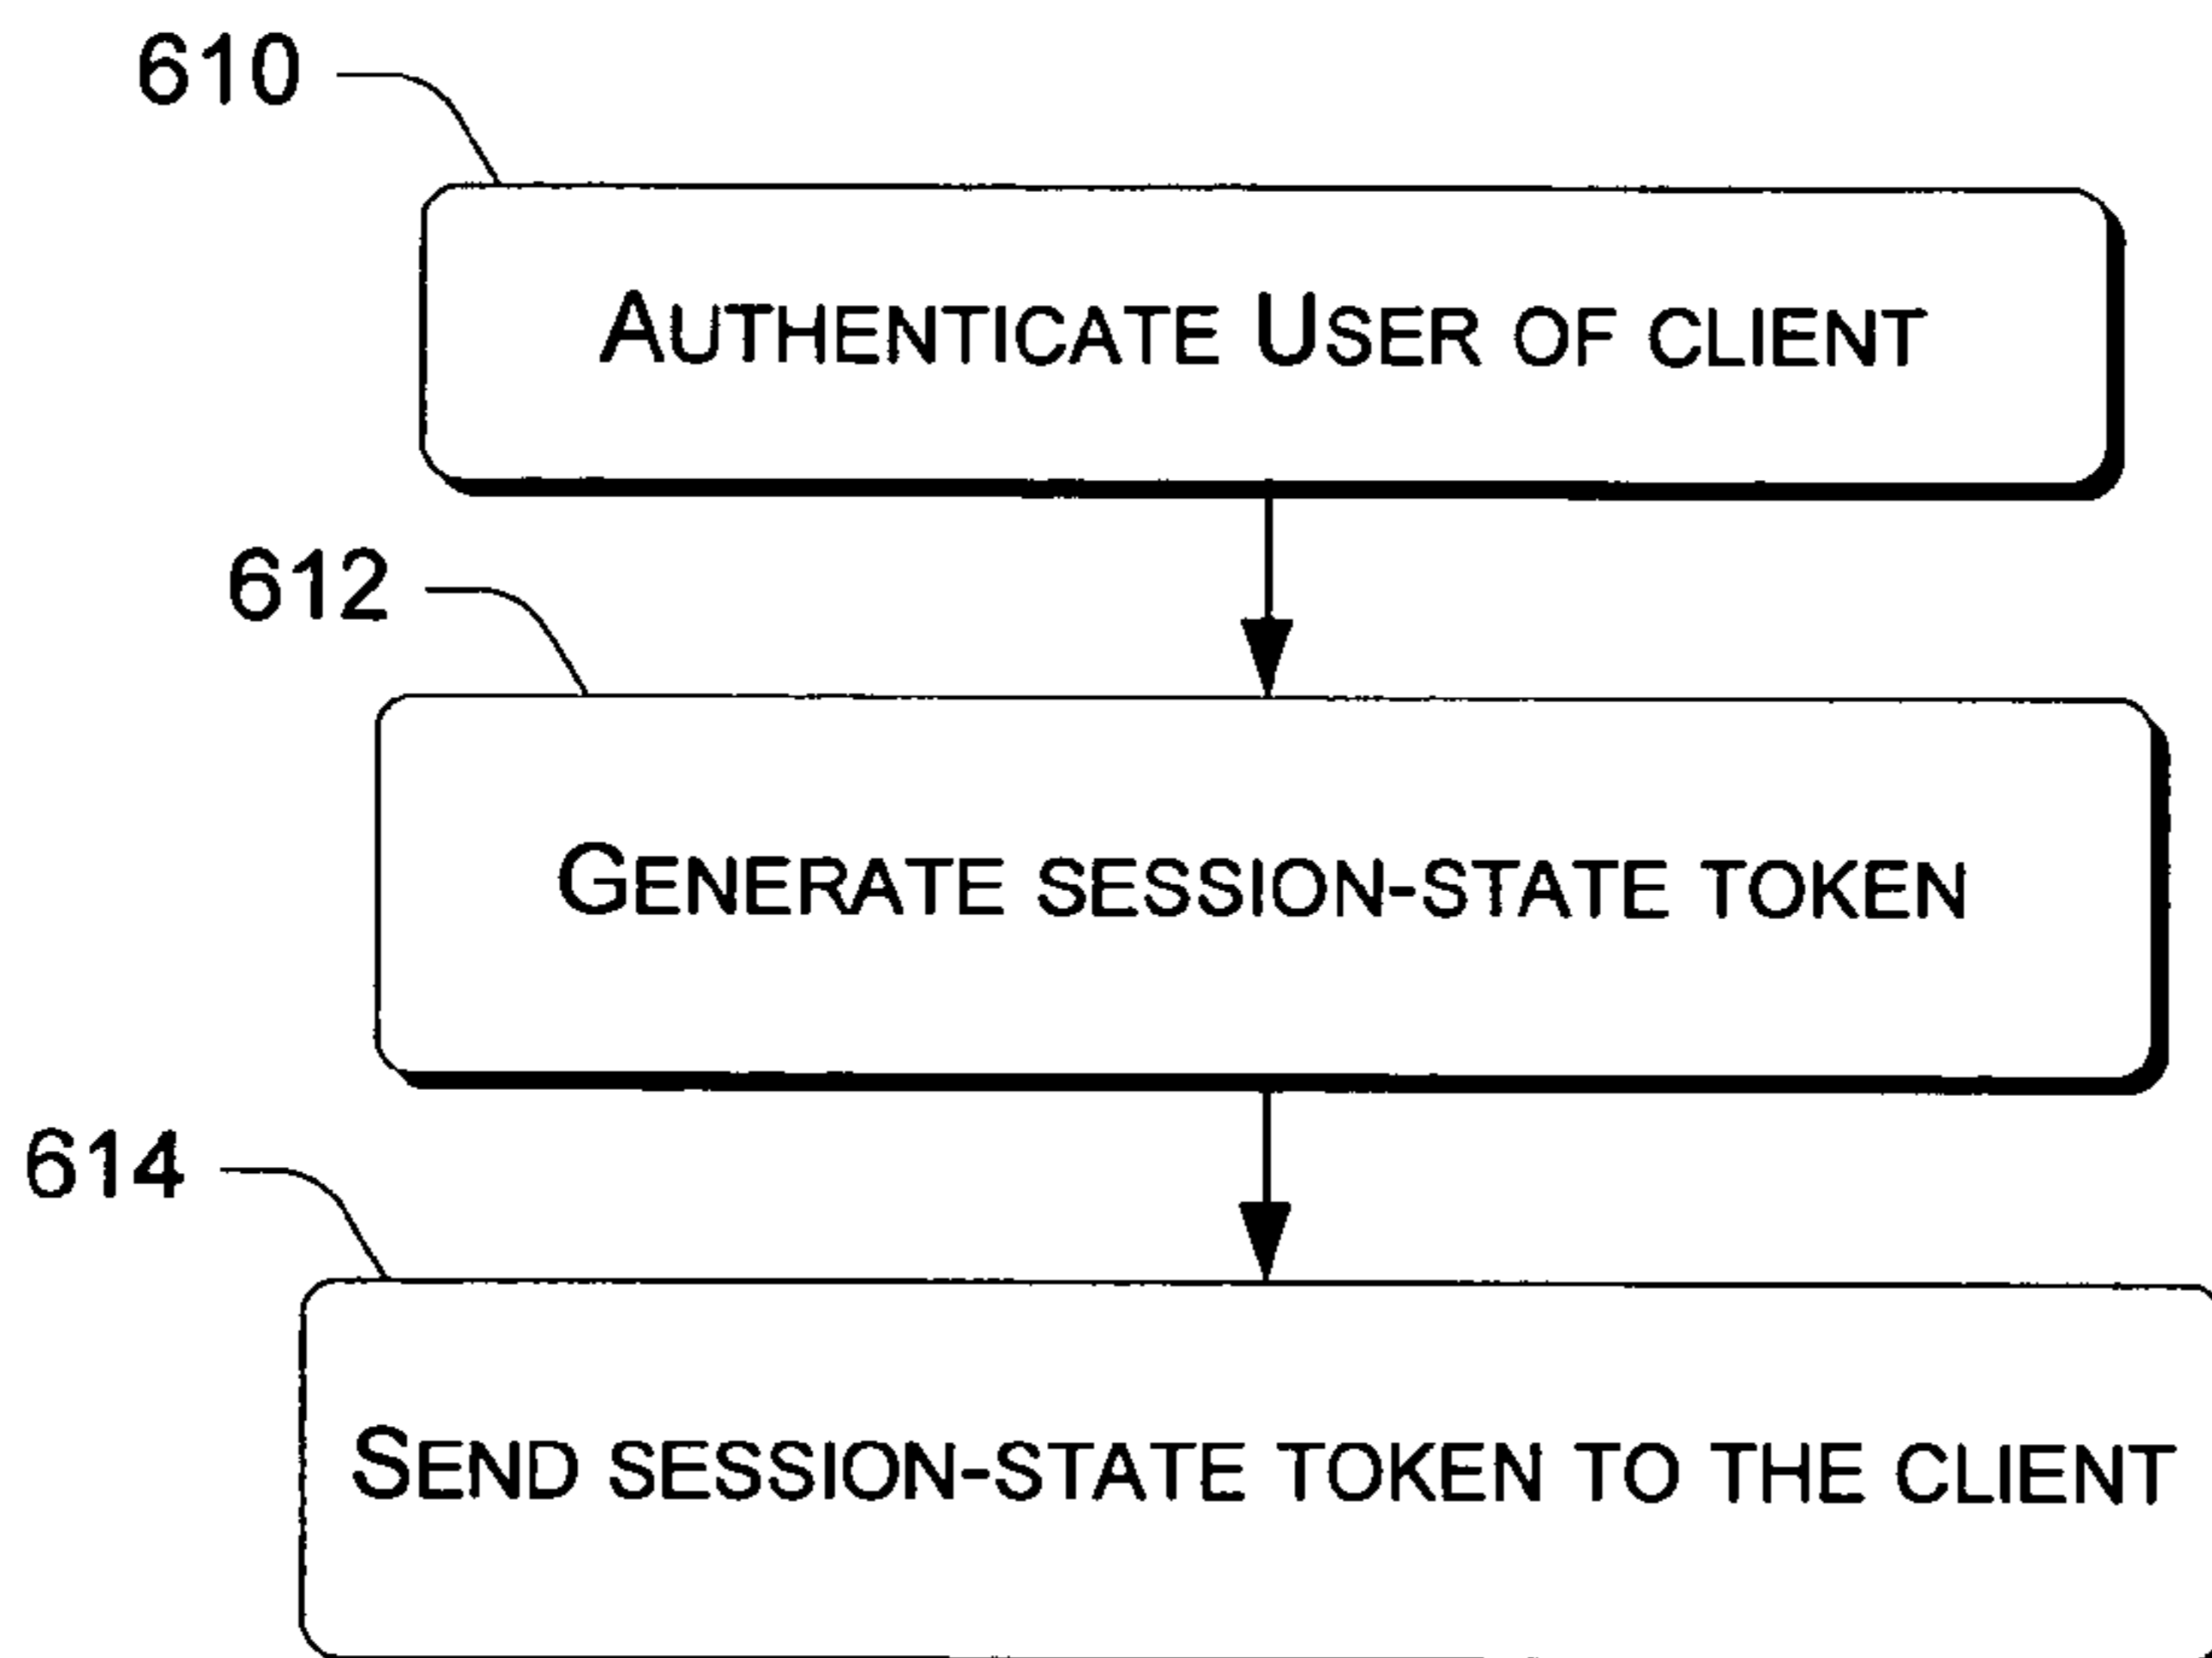 610
AUTHENTICATE USER OF CLIENT
612
GENERATE SESSION-STATE TOKEN
614
SEND SESSION-STATE TOKEN TO THE CLIENT